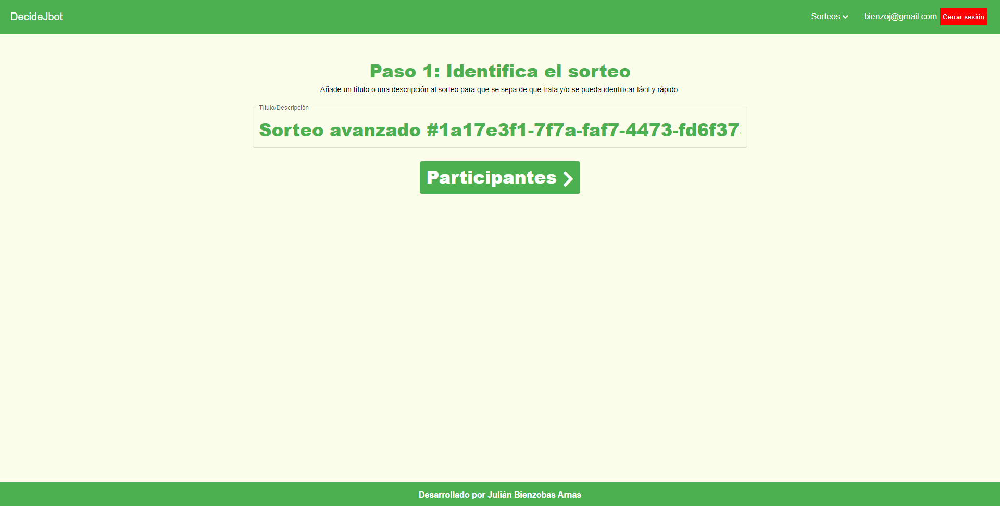 DecideJbot
Sorteos
bienzoj@gmail.com
Cerrar sesión
Paso 1: Identifica el sorteo
Añade un título o una descripción al sorteo para que se sepa de que trata y/o se pueda identificar fácil y rápido.
Título/Descripción
Sorteo avanzado #1a17e3f1-7f7a-faf7-4473-fd6f37
Participantes
Desarrollado por Julián Bienzobas Arnas